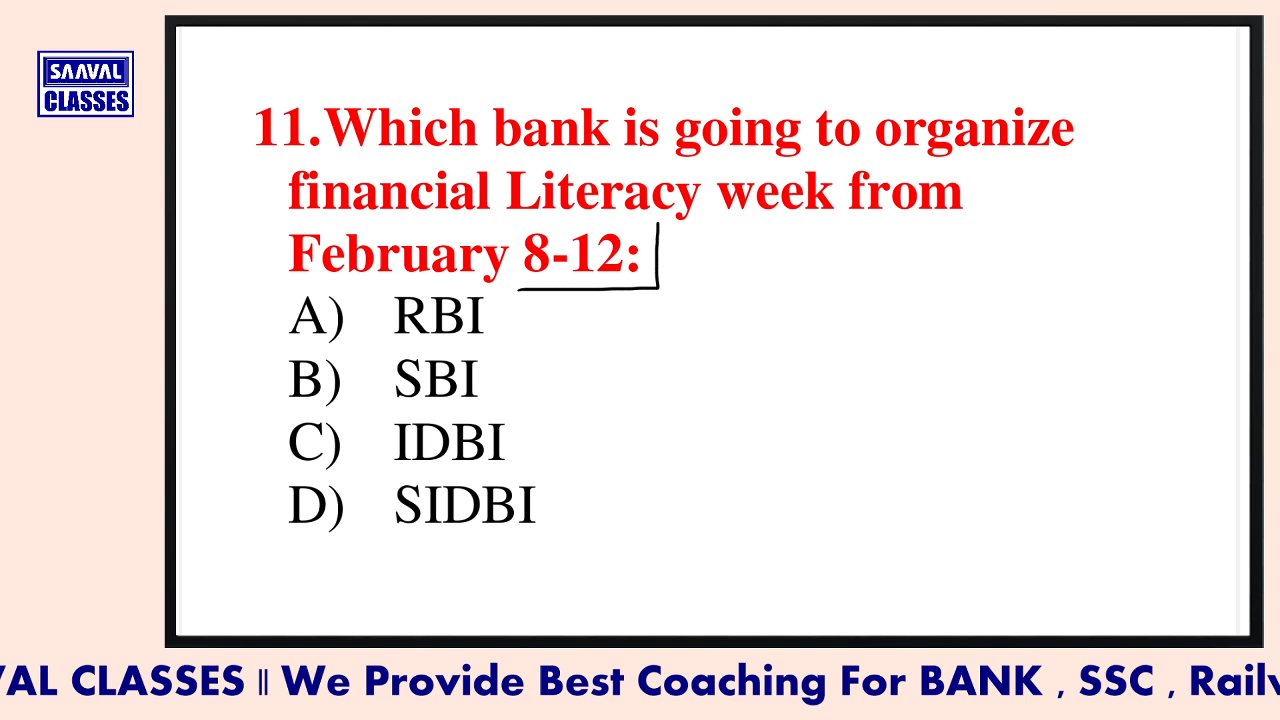 SAAVAL
CLASSES
11.Which bank is going to organize
financial Literacy week from
February 8-12:
A) RBI
B) SBI
C) IDBI
D) SIDBI
VAL CLASSES || We Provide Best Coaching For BANK , SSC , Railv